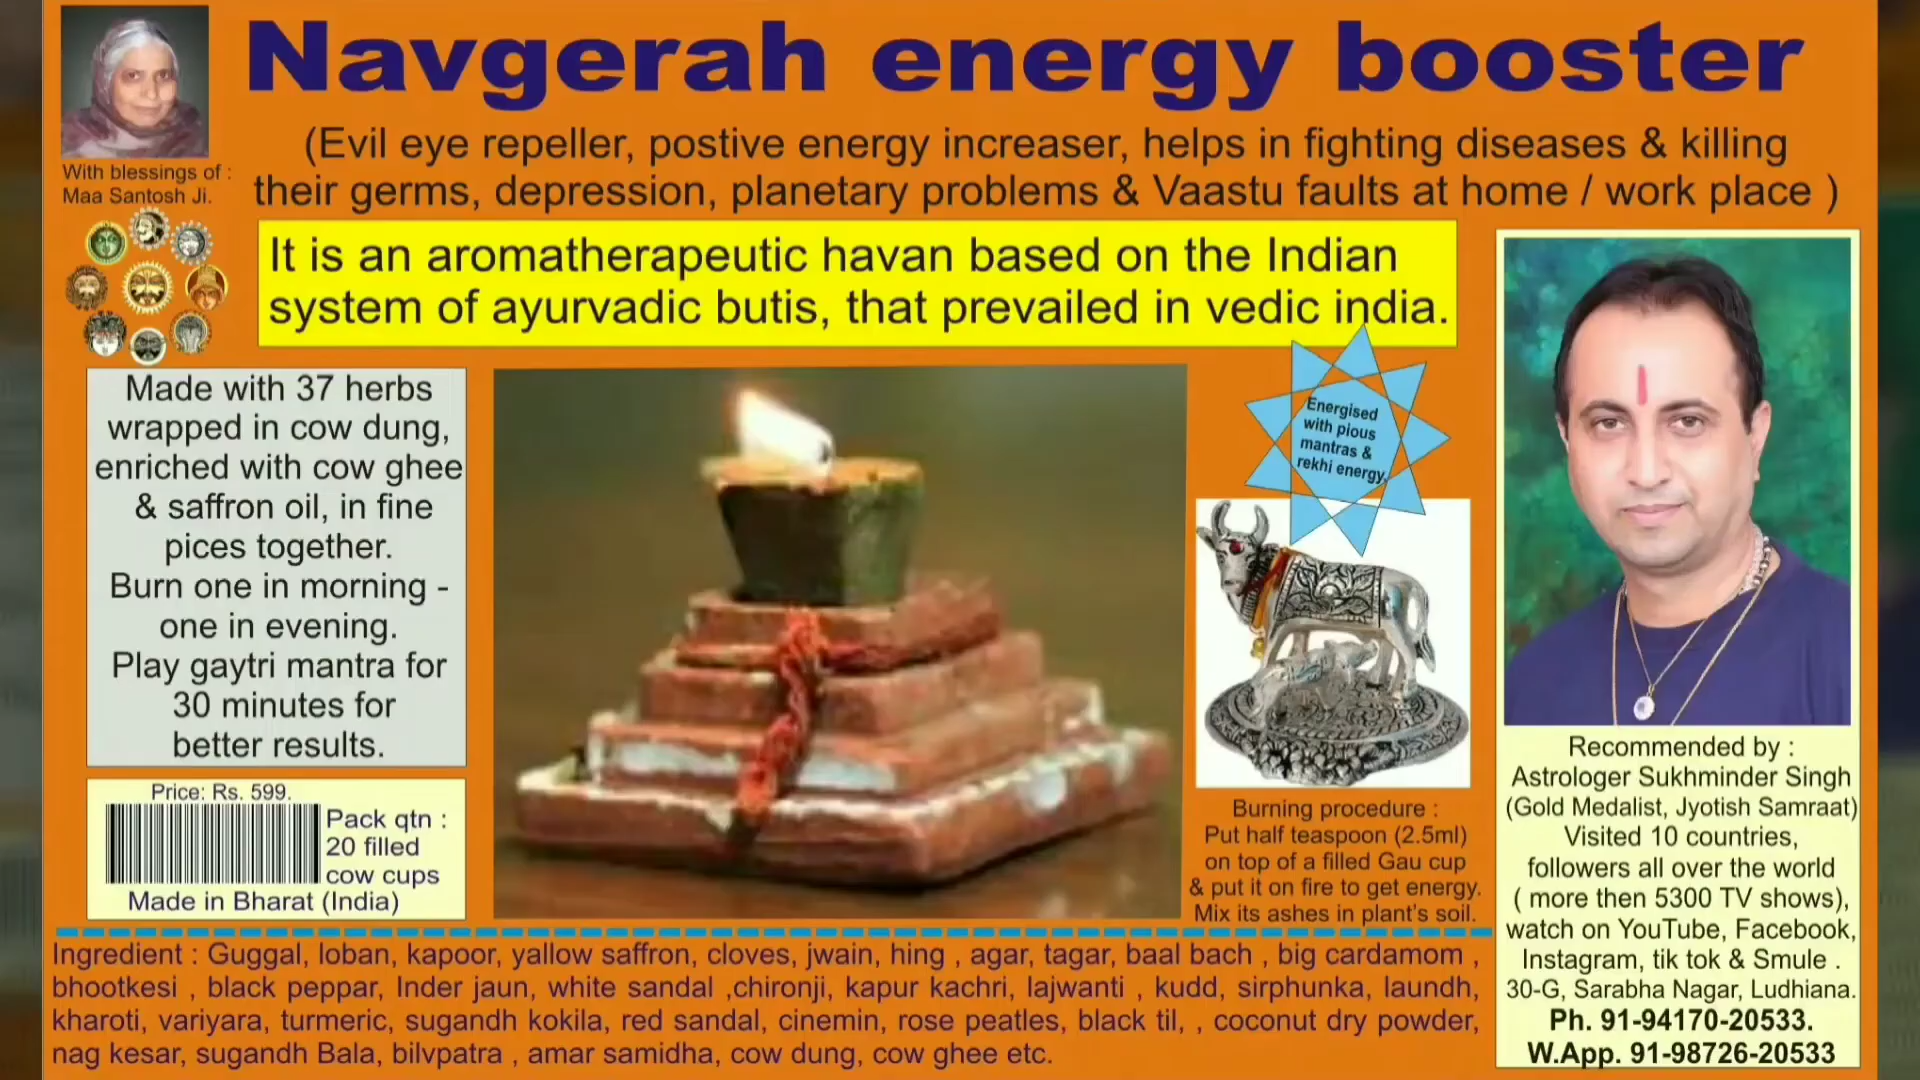 Navgerah energy booster
(Evil eye repeller, postive energy increaser, helps in fighting diseases & killing
their germs, depression, planetary problems & Vaastu faults at home / work place )
With blessings of :
Maa Santosh Ji.
It is an aromatherapeutic havan based on the Indian
system of ayurvadic butis, that prevailed in vedic india.
Made with 37 herbs
wrapped in cow dung,
enriched with cow ghee
& saffron oil, in fine
pices together.
Burn one in morning -
one in evening.
Play gaytri mantra for
30 minutes for
better results.
Price: Rs. 599.
Pack qtn :
20 filled
cow cups
Made in Bharat (India)
Energised
with pious
mantras &
rekhi energy.
Burning procedure :
Put half teaspoon (2.5ml)
on top of a filled Gau cup
& put it on fire to get energy.
Mix its ashes in plant's soil.
Recommended by :
Astrologer Sukhminder Singh
(Gold Medalist, Jyotish Samraat)
Visited 10 countries,
followers all over the world
( more then 5300 TV shows),
watch on YouTube, Facebook,
Instagram, tik tok & Smule .
30-G, Sarabha Nagar, Ludhiana.
Ph. 91-94170-20533.
W.App. 91-98726-20533
Ingredient : Guggal, loban, kapoor, yallow saffron, cloves, jwain, hing , agar, tagar, baal bach , big cardamom ,
bhootkesi , black peppar, Inder jaun, white sandal ,chironji, kapur kachri, lajwanti , kudd, sirphunka, laundh,
kharoti, variyara, turmeric, sugandh kokila, red sandal, cinemin, rose peatles, black til, , coconut dry powder,
nag kesar, sugandh Bala, bilvpatra , amar samidha, cow dung, cow ghee etc.